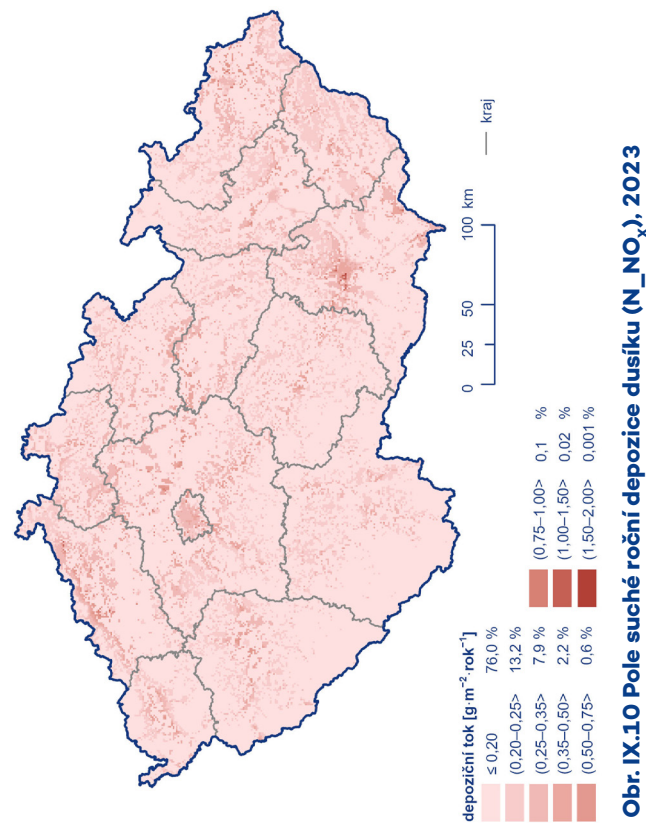 0 25 50 100 km
kraj
depoziční tok [g·m⁻²·rok⁻¹]
≤ 0,20 76,0 %
(0,20–0,25> 13,2 %
(0,25–0,35> 7,9 %
(0,35–0,50> 2,2 %
(0,50–0,75> 0,6 %
(0,75–1,00> 0,1 %
(1,00–1,50> 0,02 %
(1,50–2,00> 0,001 %
Obr. IX.10 Pole suché roční depozice dusíku (N_NOₓ), 2023